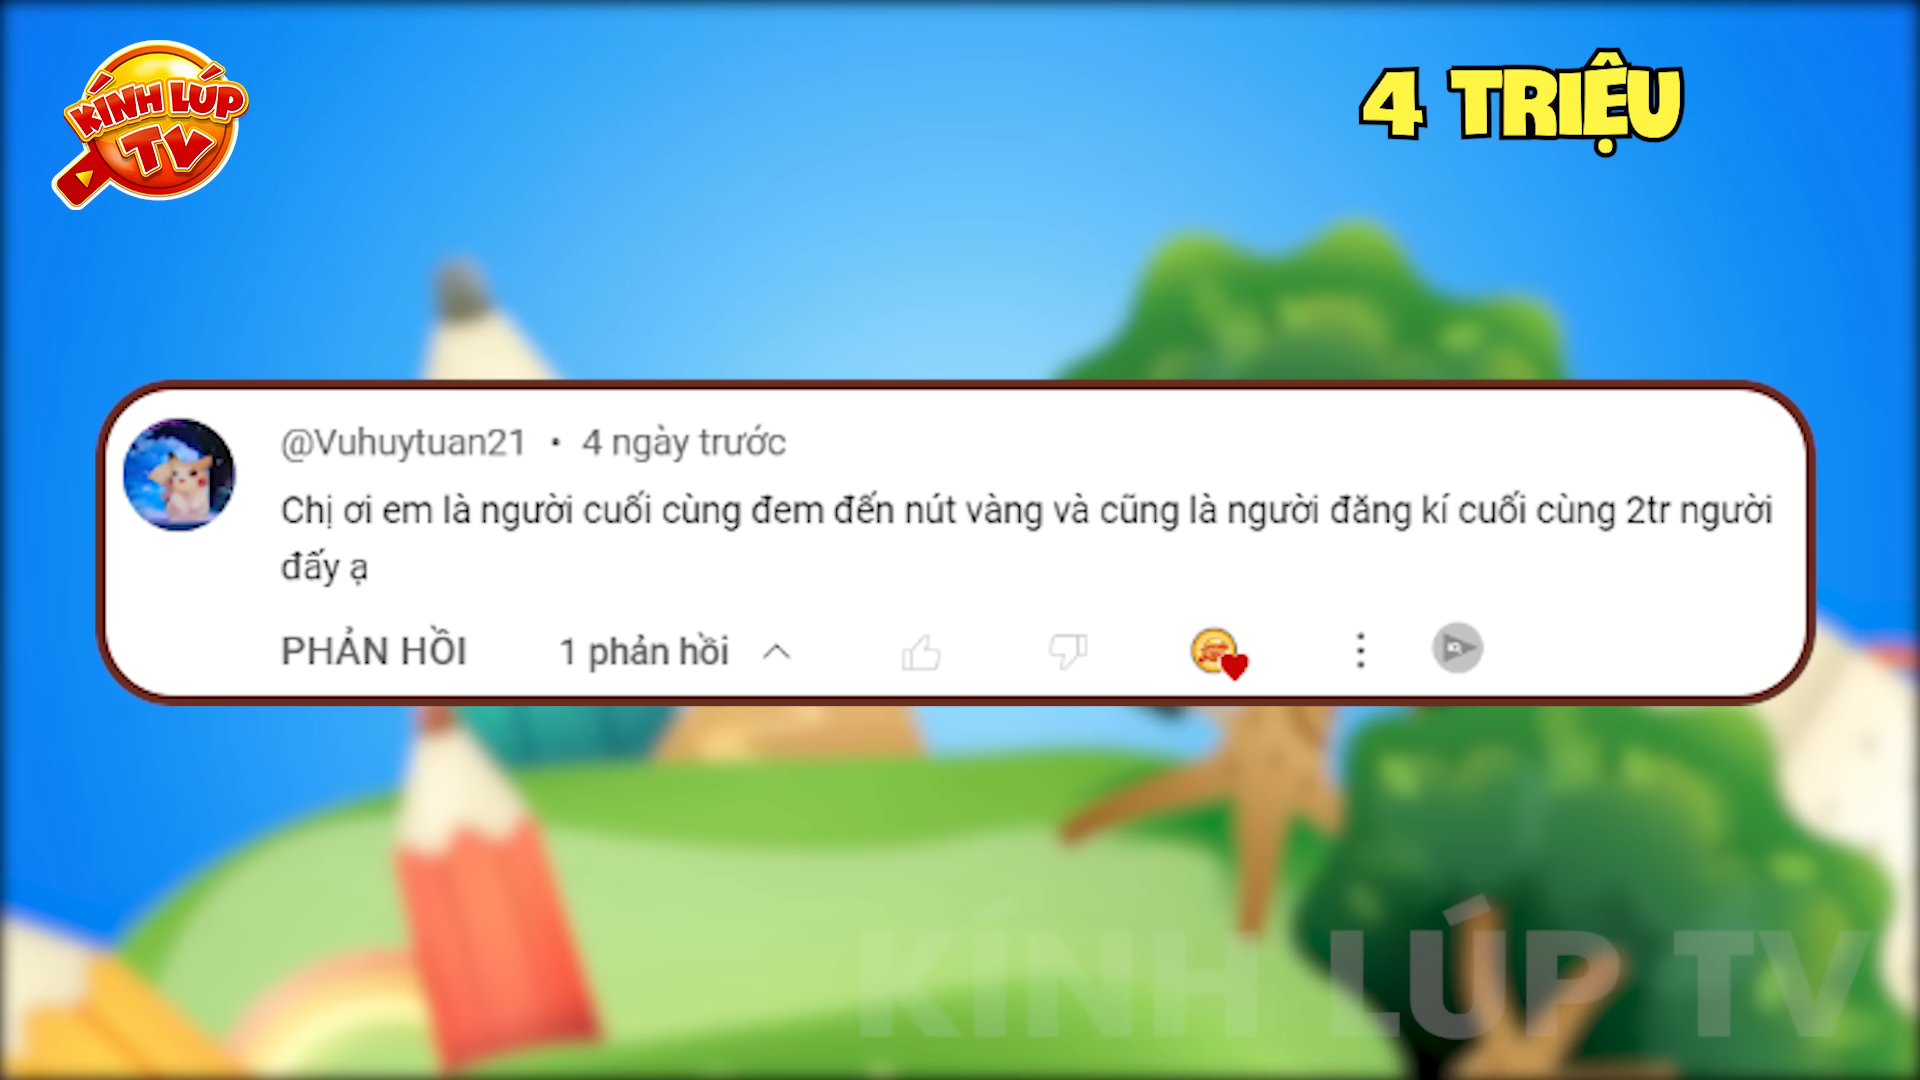 KÍNH LÚP
TV
4 TRIỆU
@Vuhuytuan21 • 4 ngày trước
Chị ơi em là người cuối cùng đem đến nút vàng và cũng là người đăng kí cuối cùng 2tr người
đấy ạ
PHẢN HỒI 1 phản hồi
KÍNH LÚP TV